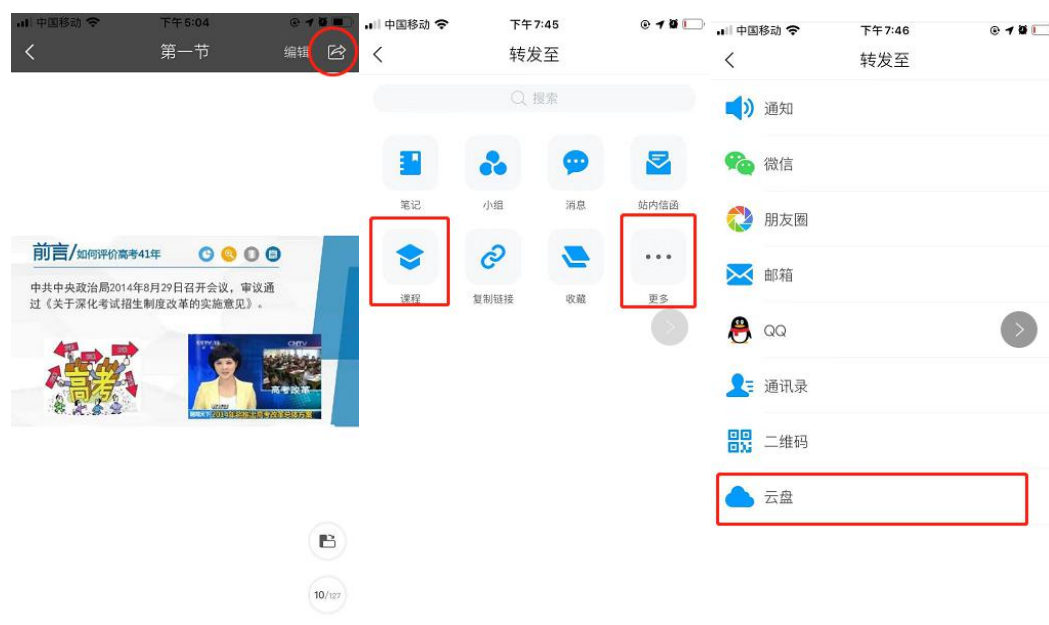 中国移动
下午5:04
第一节
编辑
前言/如何评价高考41年
中共中央政治局2014年8月29日召开会议，审议通
过《关于深化考试招生制度改革的实施意见》。
高考
CNTV
高考改革
10/127
中国移动
下午7:45
转发至
搜索
笔记
小组
消息
站内信函
课程
复制链接
收藏
更多
中国移动
下午7:46
转发至
通知
微信
朋友圈
邮箱
QQ
通讯录
二维码
云盘